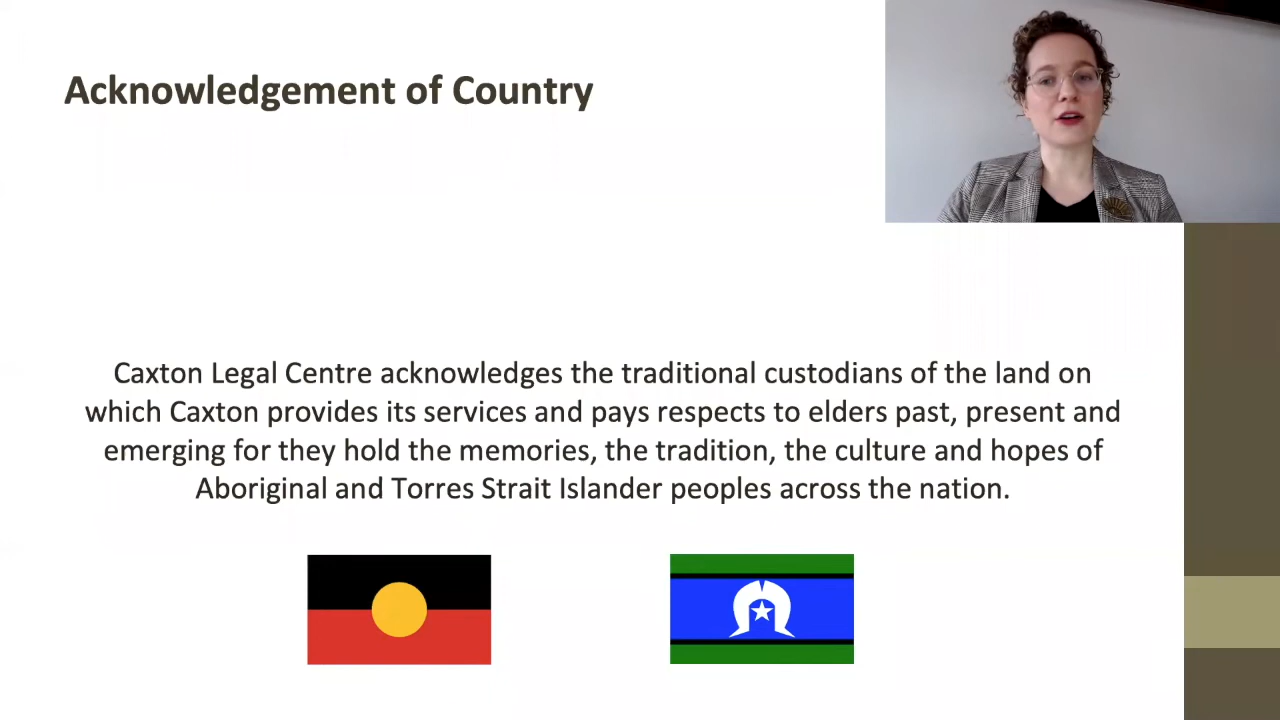 Acknowledgement of Country
Caxton Legal Centre acknowledges the traditional custodians of the land on
which Caxton provides its services and pays respects to elders past, present and
emerging for they hold the memories, the tradition, the culture and hopes of
Aboriginal and Torres Strait Islander peoples across the nation.